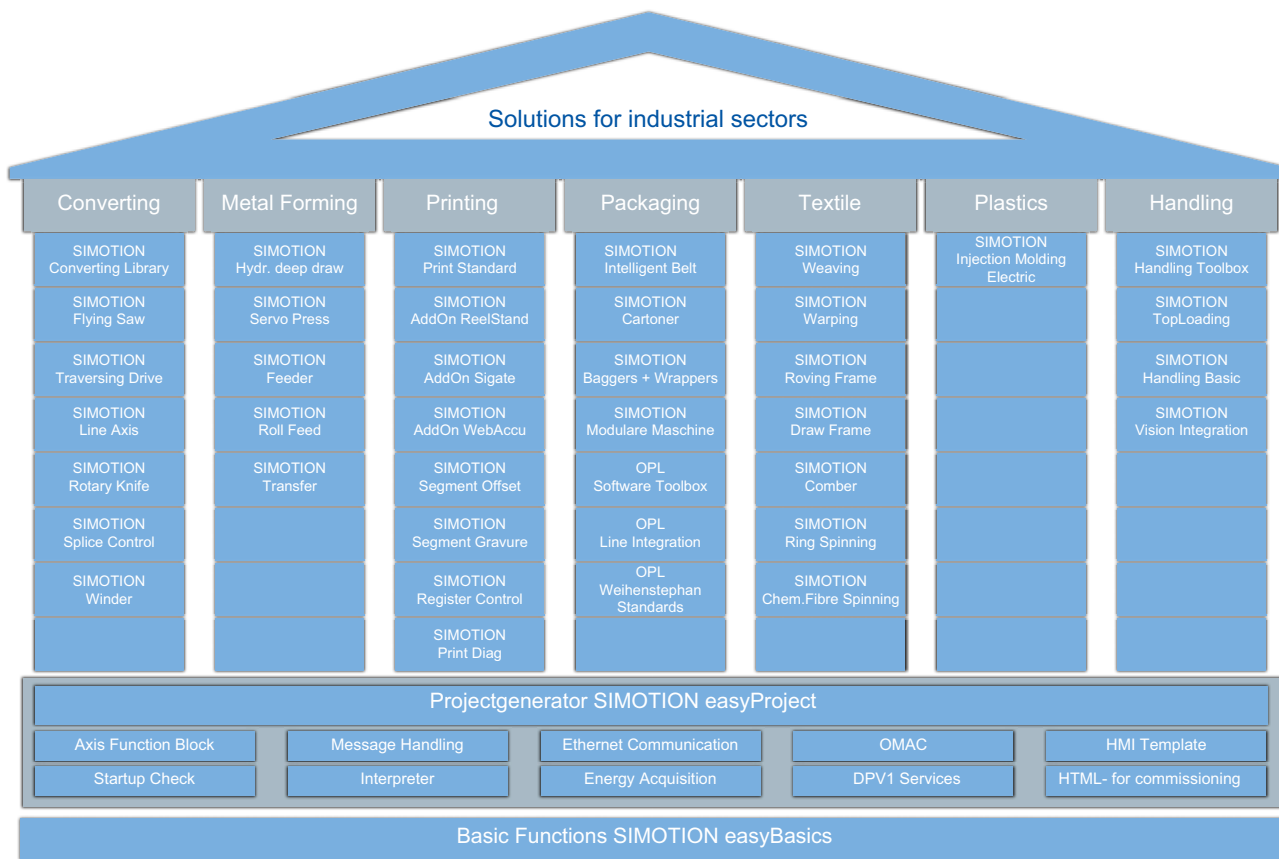 Solutions for industrial sectors
Converting
Metal Forming
Printing
Packaging
Textile
Plastics
Handling
SIMOTION
Converting Library
SIMOTION
Flying Saw
SIMOTION
Traversing Drive
SIMOTION
Line Axis
SIMOTION
Rotary Knife
SIMOTION
Splice Control
SIMOTION
Winder
SIMOTION
Hydr. deep draw
SIMOTION
Servo Press
SIMOTION
Feeder
SIMOTION
Roll Feed
SIMOTION
Transfer
SIMOTION
Print Standard
SIMOTION
AddOn ReelStand
SIMOTION
AddOn Sigate
SIMOTION
AddOn WebAccu
SIMOTION
Segment Offset
SIMOTION
Segment Gravure
SIMOTION
Register Control
SIMOTION
Print Diag
SIMOTION
Intelligent Belt
SIMOTION
Cartoner
SIMOTION
Baggers + Wrappers
SIMOTION
Modulare Maschine
OPL
Software Toolbox
OPL
Line Integration
OPL
Weihenstephan
Standards
SIMOTION
Weaving
SIMOTION
Warping
SIMOTION
Roving Frame
SIMOTION
Draw Frame
SIMOTION
Comber
SIMOTION
Ring Spinning
SIMOTION
Chem.Fibre Spinning
SIMOTION
Injection Molding
Electric
SIMOTION
Handling Toolbox
SIMOTION
TopLoading
SIMOTION
Handling Basic
SIMOTION
Vision Integration
Projectgenerator SIMOTION easyProject
Axis Function Block
Message Handling
Ethernet Communication
OMAC
HMI Template
Startup Check
Interpreter
Energy Acquisition
DPV1 Services
HTML- for commissioning
Basic Functions SIMOTION easyBasics